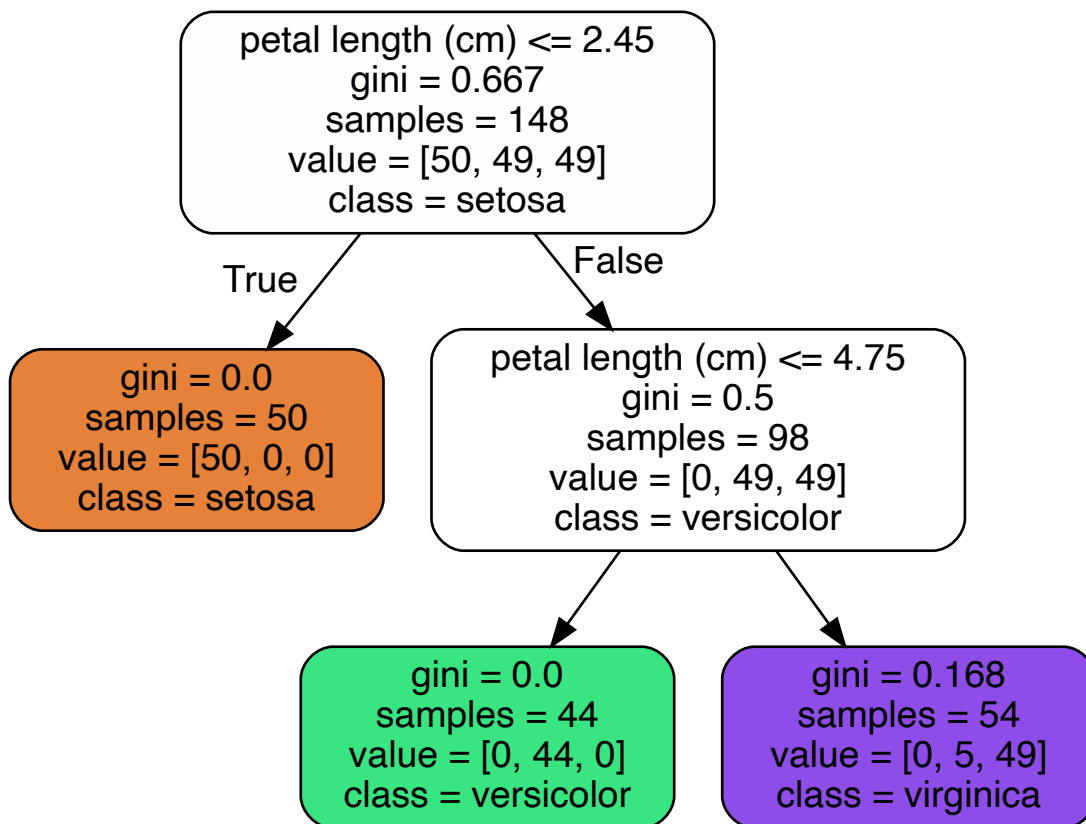 petal length (cm) <= 2.45
gini = 0.667
samples = 148
value = [50, 49, 49]
class = setosa
True
False
gini = 0.0
samples = 50
value = [50, 0, 0]
class = setosa
petal length (cm) <= 4.75
gini = 0.5
samples = 98
value = [0, 49, 49]
class = versicolor
gini = 0.0
samples = 44
value = [0, 44, 0]
class = versicolor
gini = 0.168
samples = 54
value = [0, 5, 49]
class = virginica